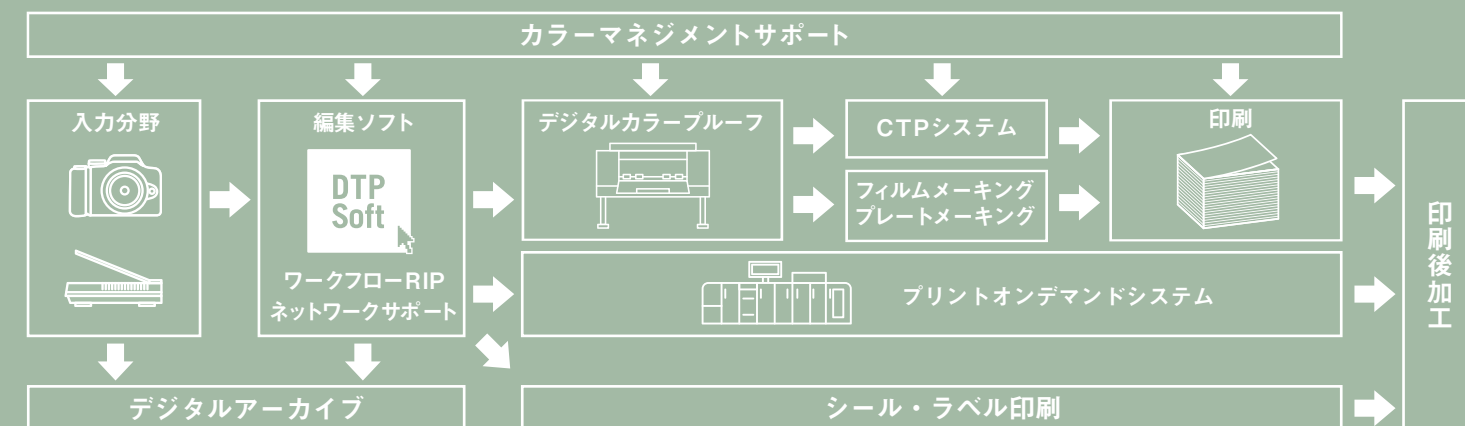 カラーマネジメントサポート
入力分野
編集ソフト
DTP
Soft
ワークフローRIP
ネットワークサポート
デジタルカラープルーフ
CTPシステム
フィルムメーキング
プレートメーキング
印刷
プリントオンデマンドシステム
デジタルアーカイブ
シール・ラベル印刷
印刷後加工